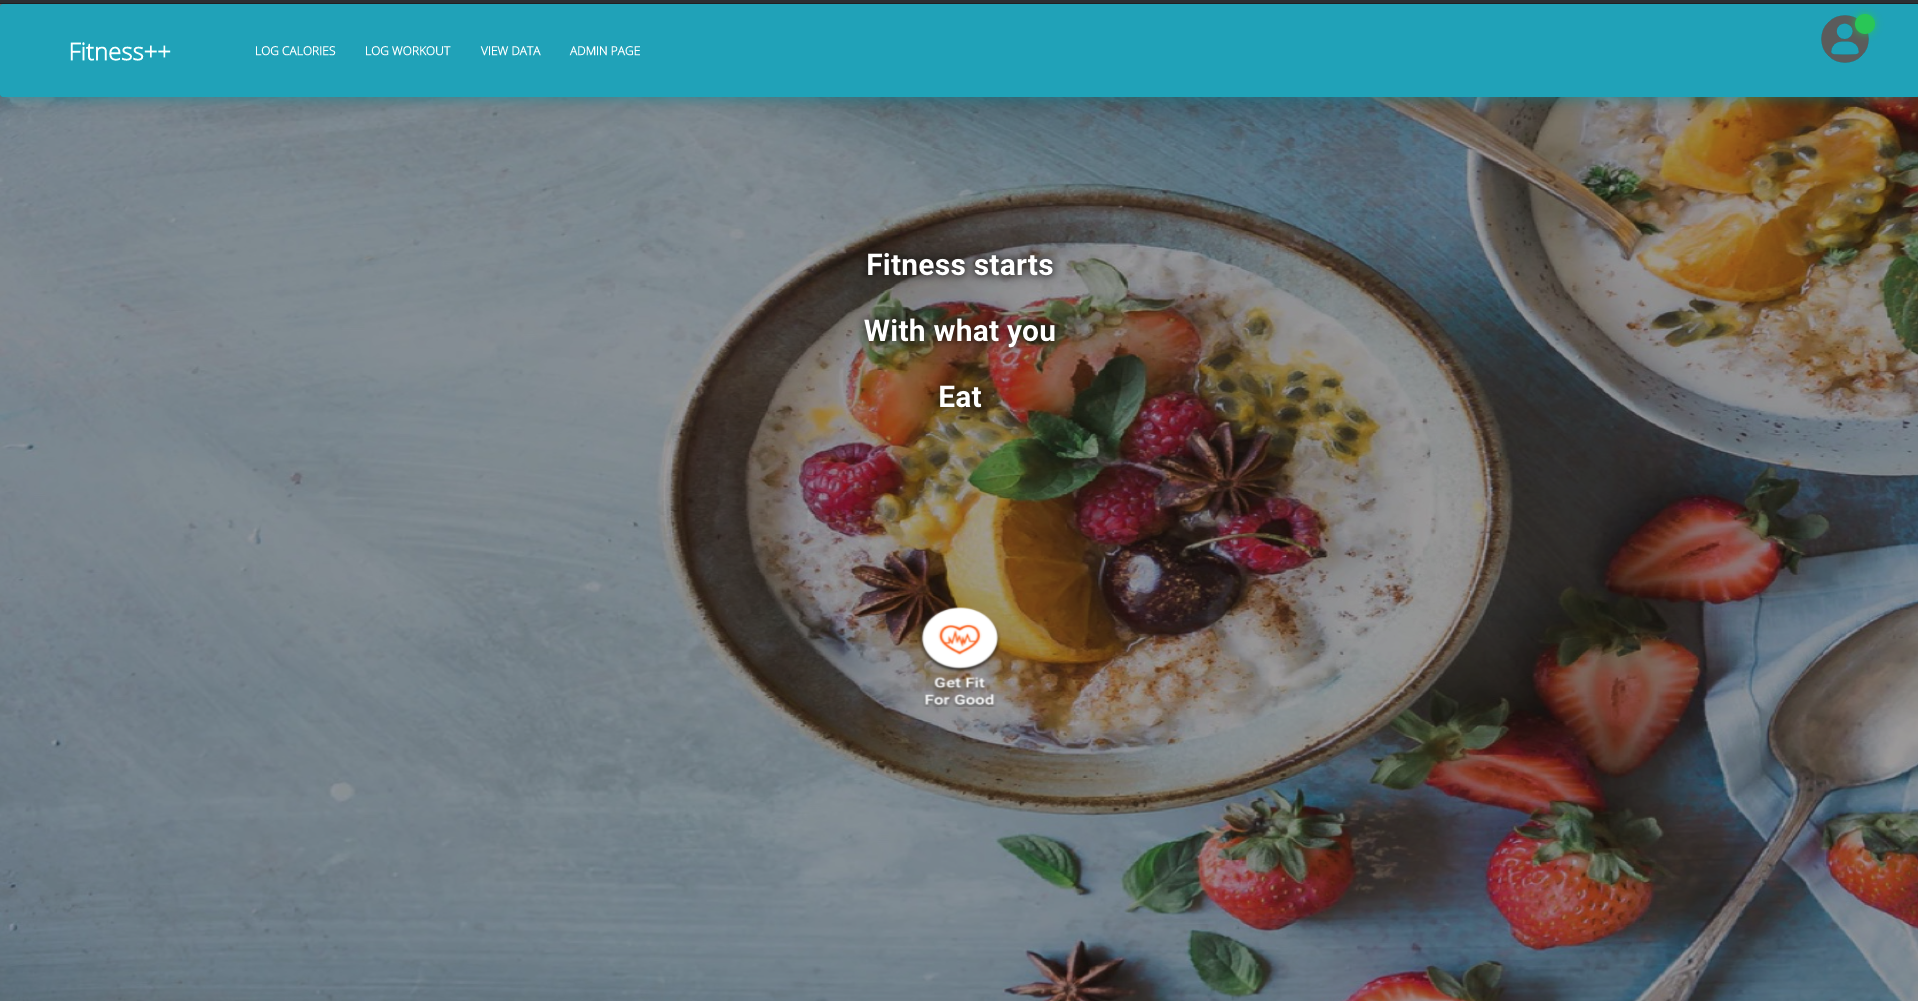 Fitness++
LOG CALORIES
LOG WORKOUT
VIEW DATA
ADMIN PAGE
Fitness starts
With what you
Eat
Get Fit
For Good